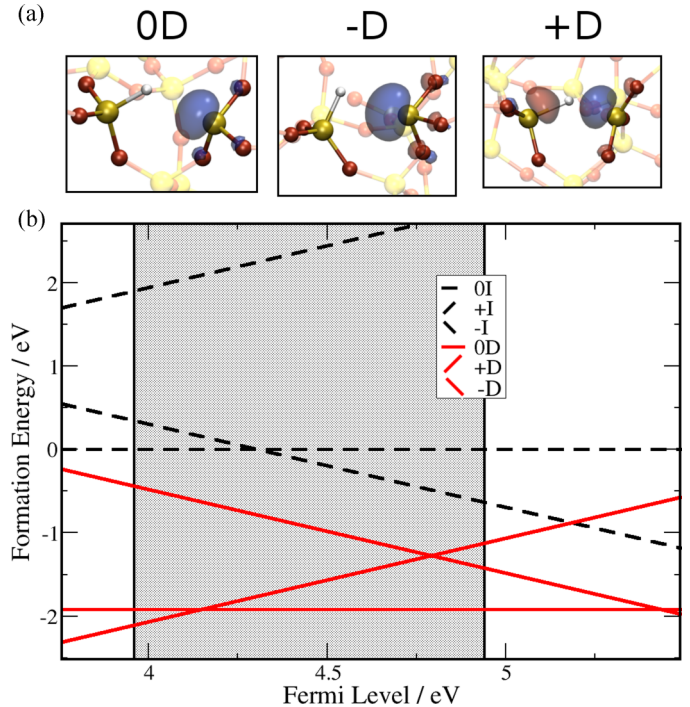 (a)
0D -D +D
(b)
Formation Energy / eV
2
1
0
-1
-2
0I
+I
-I
0D
+D
-D
4 4.5 5
Fermi Level / eV